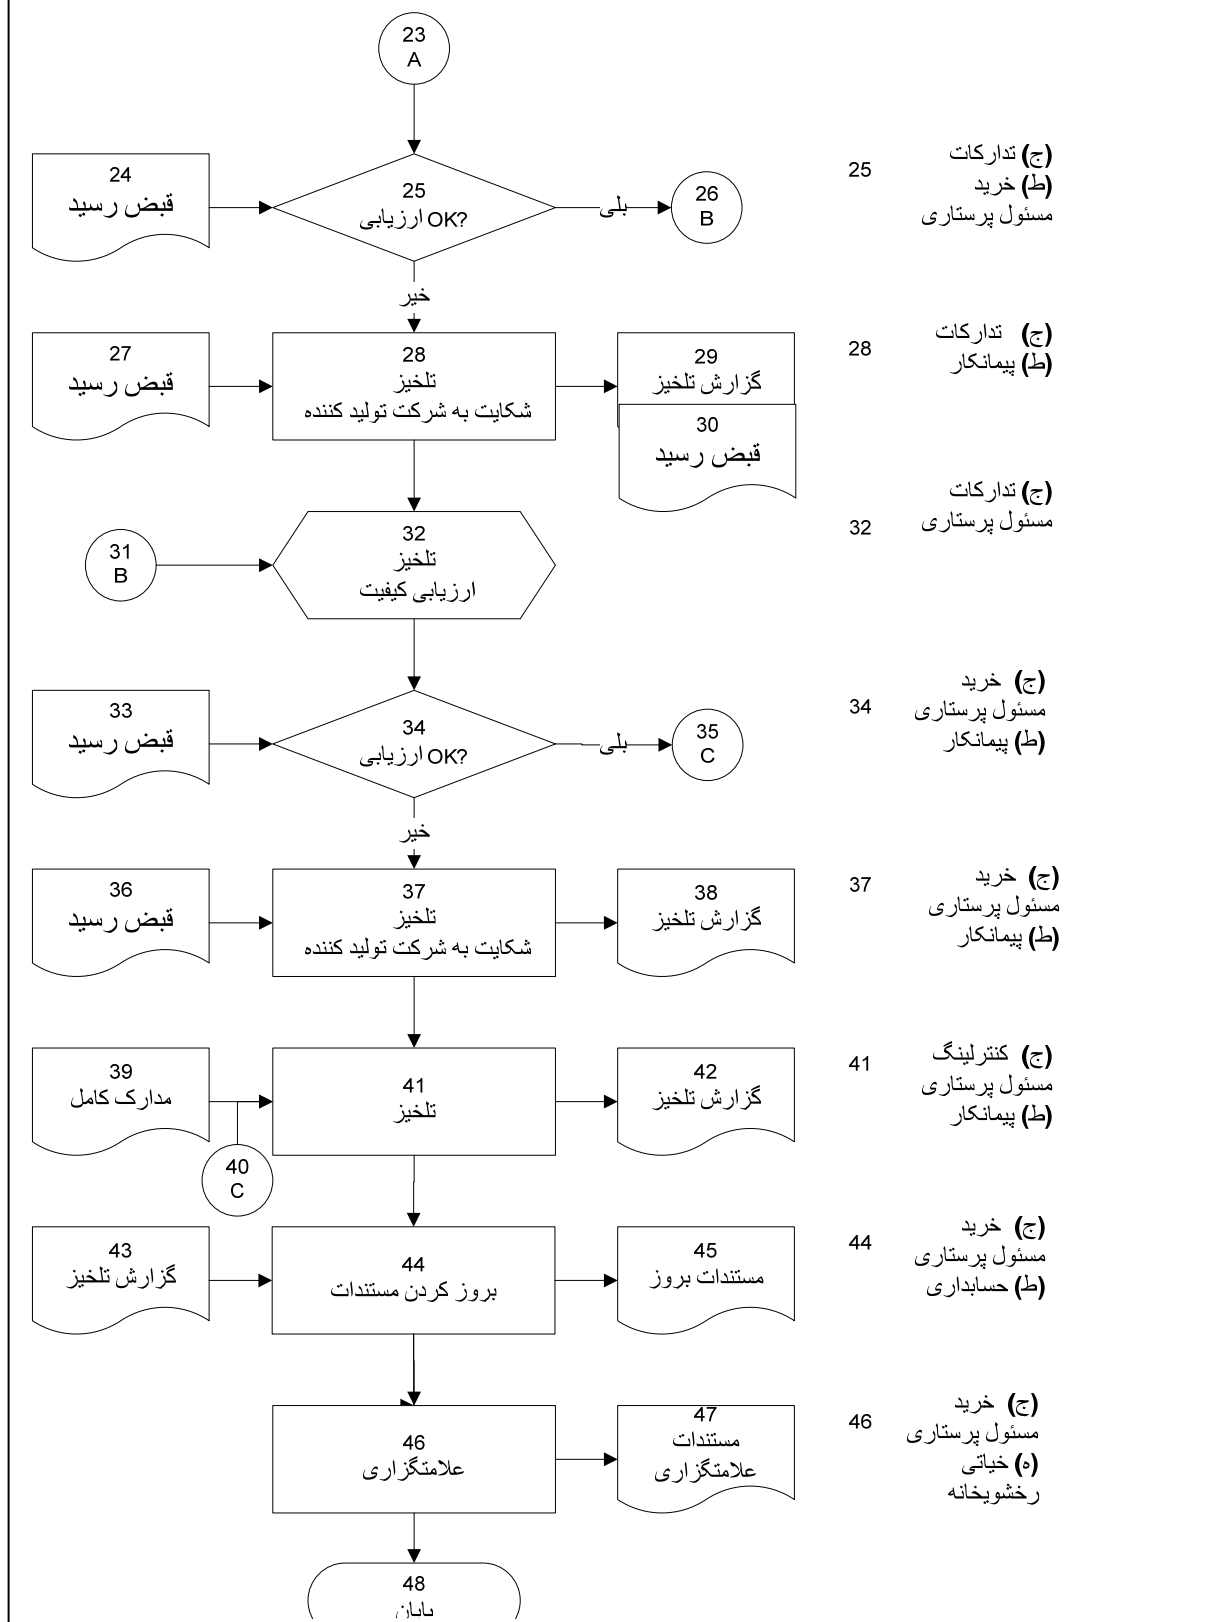 23
A
24
قبض رسید
25
ارزیابی OK?
بلی
26
B
25
(ج) تدارکات
(ط) خرید
مسئول پرستاری
خیر
27
قبض رسید
28
تلخیز
شکایت به شرکت تولید کننده
29
گزارش تلخیز
30
قبض رسید
28
(ج) تدارکات
(ط) پیمانکار
31
B
32
تلخیز
ارزیابی کیفیت
32
(ج) تدارکات
مسئول پرستاری
33
قبض رسید
34
ارزیابی OK?
بلی
35
C
34
(ج) خرید
مسئول پرستاری
(ط) پیمانکار
خیر
36
قبض رسید
37
تلخیز
شکایت به شرکت تولید کننده
38
گزارش تلخیز
37
(ج) خرید
مسئول پرستاری
(ط) پیمانکار
39
مدارک کامل
40
C
41
تلخیز
42
گزارش تلخیز
41
(ج) کنترلینگ
مسئول پرستاری
(ط) پیمانکار
43
گزارش تلخیز
44
بروز کردن مستندات
45
مستندات بروز
44
(ج) خرید
مسئول پرستاری
(ط) حسابداری
46
علامتگزاری
47
مستندات
علامتگزاری
46
(ج) خرید
مسئول پرستاری
(ه) خیاتی
رخشویخانه
48
پایان